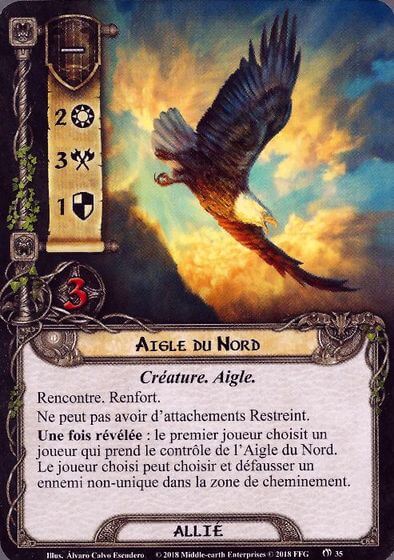 –
2
3
1
3
Aigle du Nord
Créature. Aigle.
Rencontre. Renfort.
Ne peut pas avoir d'attachements Restreint.
Une fois révélée : le premier joueur choisit un
joueur qui prend le contrôle de l'Aigle du Nord.
Le joueur choisi peut choisir et défausser un
ennemi non-unique dans la zone de cheminement.
Allié
Illus. Álvaro Calvo Escudero © 2018 Middle-earth Enterprises © 2018 FFG 35